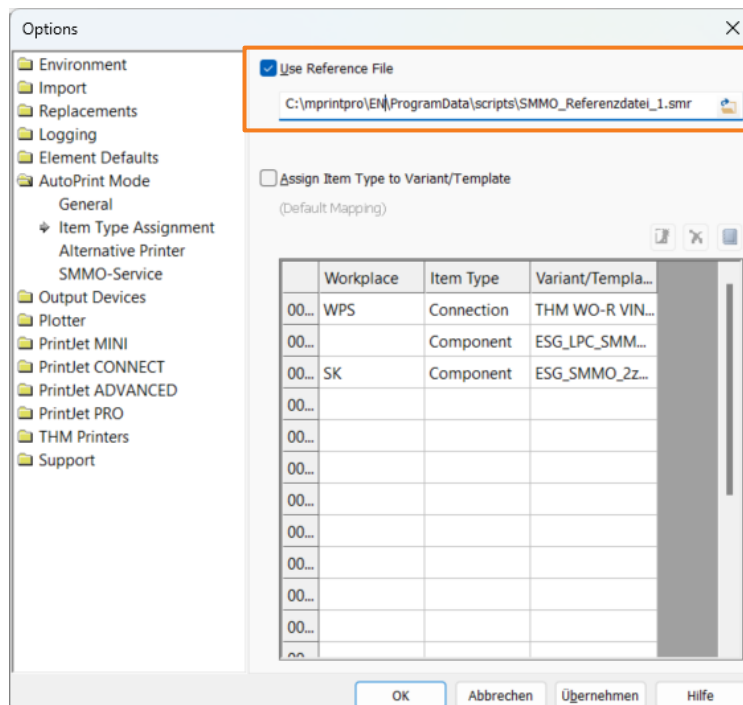 Options
Environment
Import
Replacements
Logging
Element Defaults
AutoPrint Mode
General
Item Type Assignment
Alternative Printer
SMMO-Service
Output Devices
Plotter
PrintJet MINI
PrintJet CONNECT
PrintJet ADVANCED
PrintJet PRO
THM Printers
Support
Use Reference File
C:\mprintpro\EN\ProgramData\scripts\SMMO_Referenzdatei_1.smr
Assign Item Type to Variant/Template
(Default Mapping)
Workplace Item Type Variant/Templa...
00... WPS Connection THM WO-R VIN...
00... Component ESG_LPC_SMM...
00... SK Component ESG_SMMO_2z...
00...
00...
00...
00...
00...
00...
00...
00...
OK Abbrechen Übernehmen Hilfe